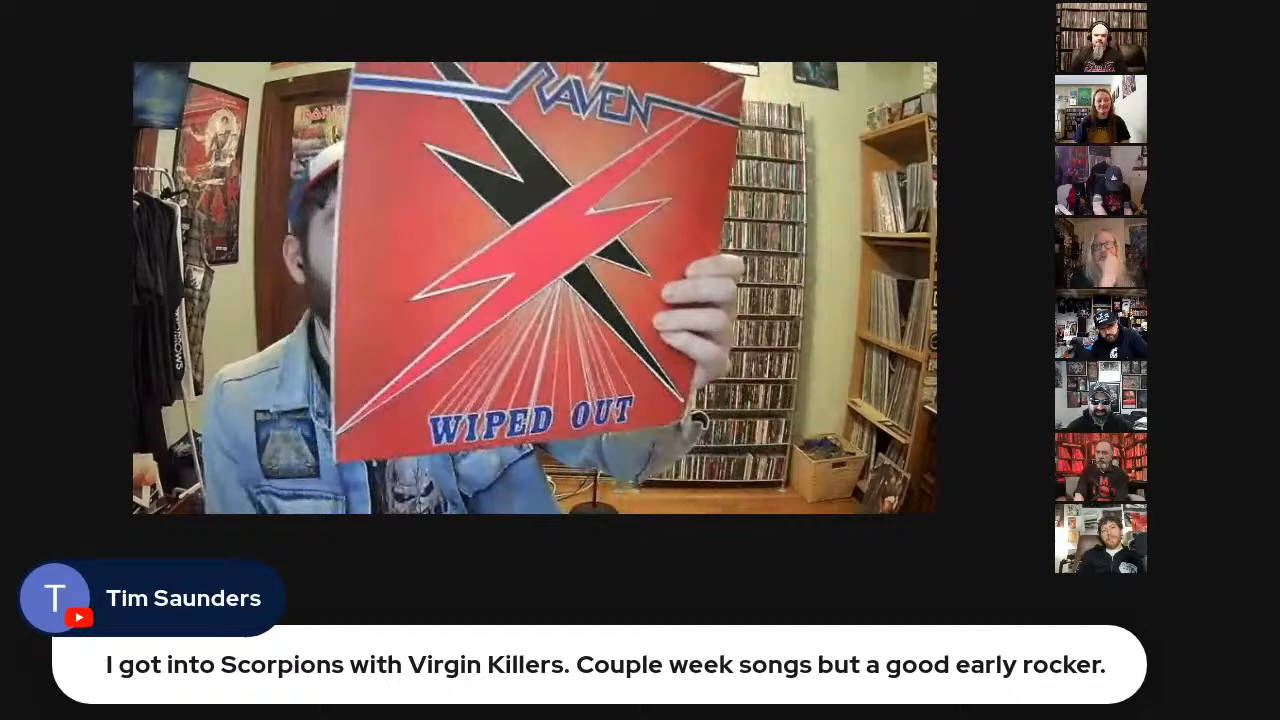 RAVEN
WIPED OUT
T
Tim Saunders
I got into Scorpions with Virgin Killers. Couple week songs but a good early rocker.